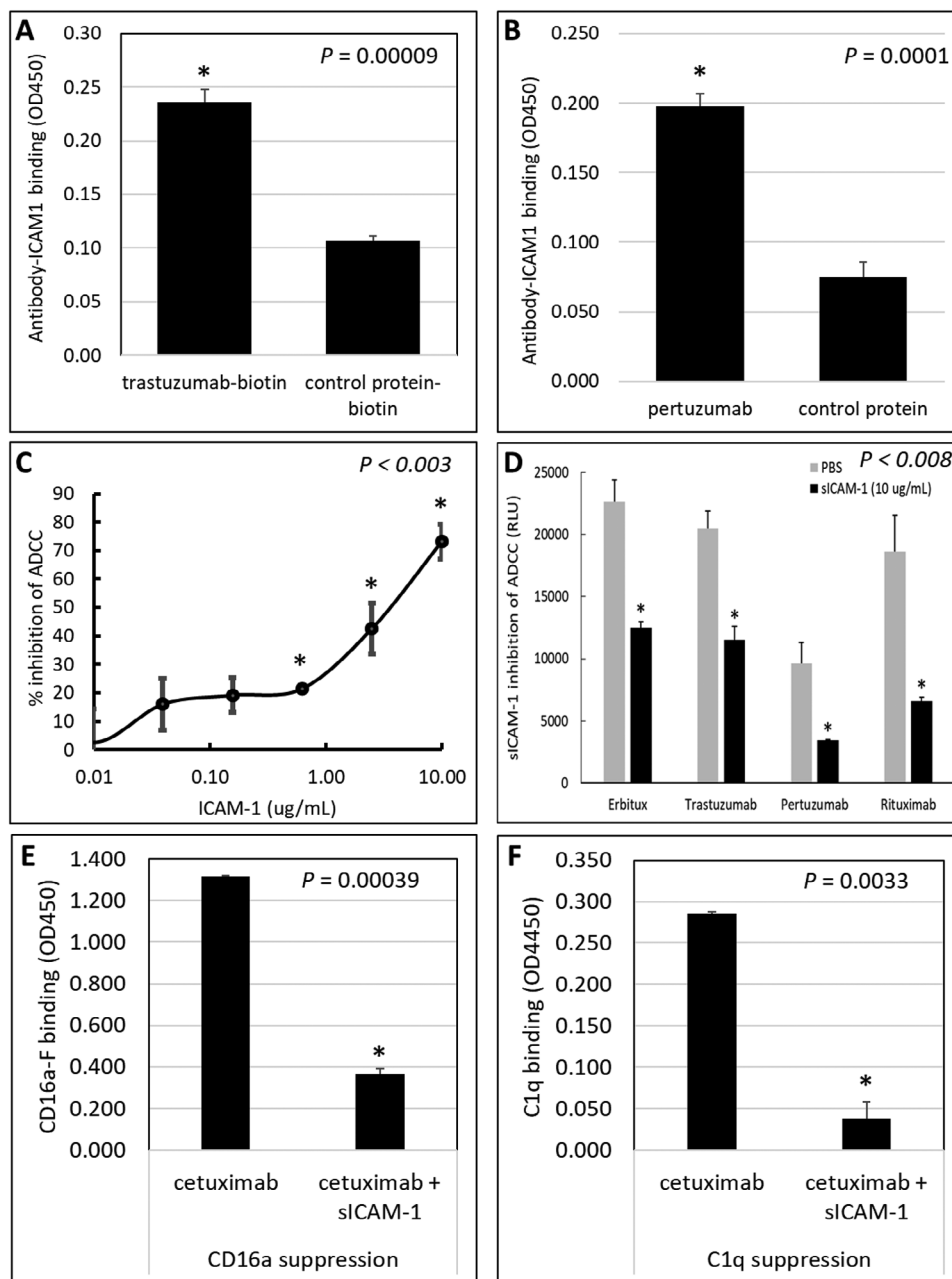 A
P = 0.00009
Antibody-ICAM1 binding (OD450)
0.30
0.25
0.20
0.15
0.10
0.05
0.00
*
trastuzumab-biotin
control protein-
biotin
B
P = 0.0001
Antibody-ICAM1 binding (OD450)
0.250
0.200
0.150
0.100
0.050
0.000
*
pertuzumab
control protein
C
P < 0.003
% inhibition of ADCC
90
80
70
60
50
40
30
20
10
0
* * *
0.01 0.10 1.00 10.00
ICAM-1 (ug/mL)
D
P < 0.008
PBS
sICAM-1 (10 ug/mL)
sICAM-1 inhibition of ADCC (RLU)
25000
20000
15000
10000
5000
0
* * * *
Erbitux Trastuzumab Pertuzumab Rituximab
E
P = 0.00039
CD16a-F binding (OD450)
1.400
1.200
1.000
0.800
0.600
0.400
0.200
0.000
*
cetuximab
cetuximab +
sICAM-1
CD16a suppression
F
P = 0.0033
C1q binding (OD4450)
0.350
0.300
0.250
0.200
0.150
0.100
0.050
0.000
*
cetuximab
cetuximab +
sICAM-1
C1q suppression